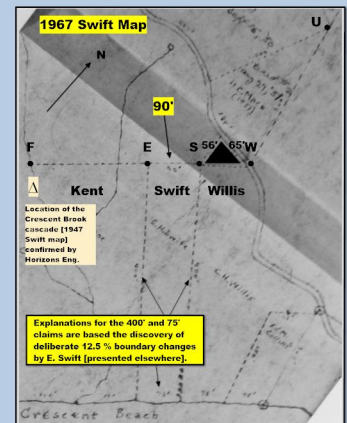 1967 Swift Map
U
N
90'
F
E
S
56'
65'
W
Δ
Kent
Swift
Willis
Location of the
Crescent Brook
cascade [1947
Swift map]
confirmed by
Horizons Eng.
C.H. Willis
Explanations for the 400' and 75'
claims are based the discovery of
deliberate 12.5 % boundary changes
by E. Swift [presented elsewhere].
Crescent Beach